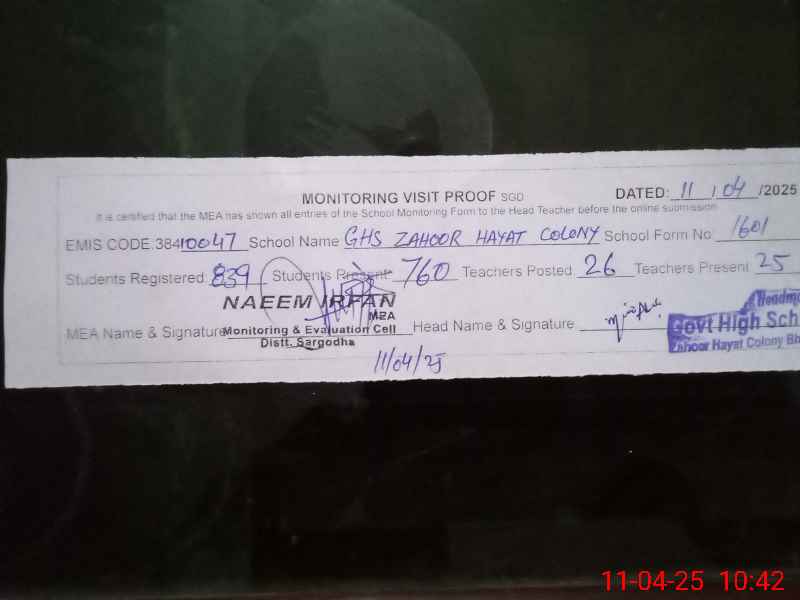 MONITORING VISIT PROOF SGD DATED: 11/04/2025
It is certified that the MEA has shown all entries of the School Monitoring Form to the Head Teacher before the online submission
EMIS CODE 38410047 School Name GHS ZAHOOR HAYAT COLONY School Form No 1601
Students Registered: 839 Students Present: 760 Teachers Posted 26 Teachers Present 25
NAEEM IRFAN
MEA
MEA Name & Signature Monitoring & Evaluation Cell Head Name & Signature
Distt. Sargodha
Govt High Sch
Zahoor Hayat Colony Bh
11/04/25
11-04-25 10:42